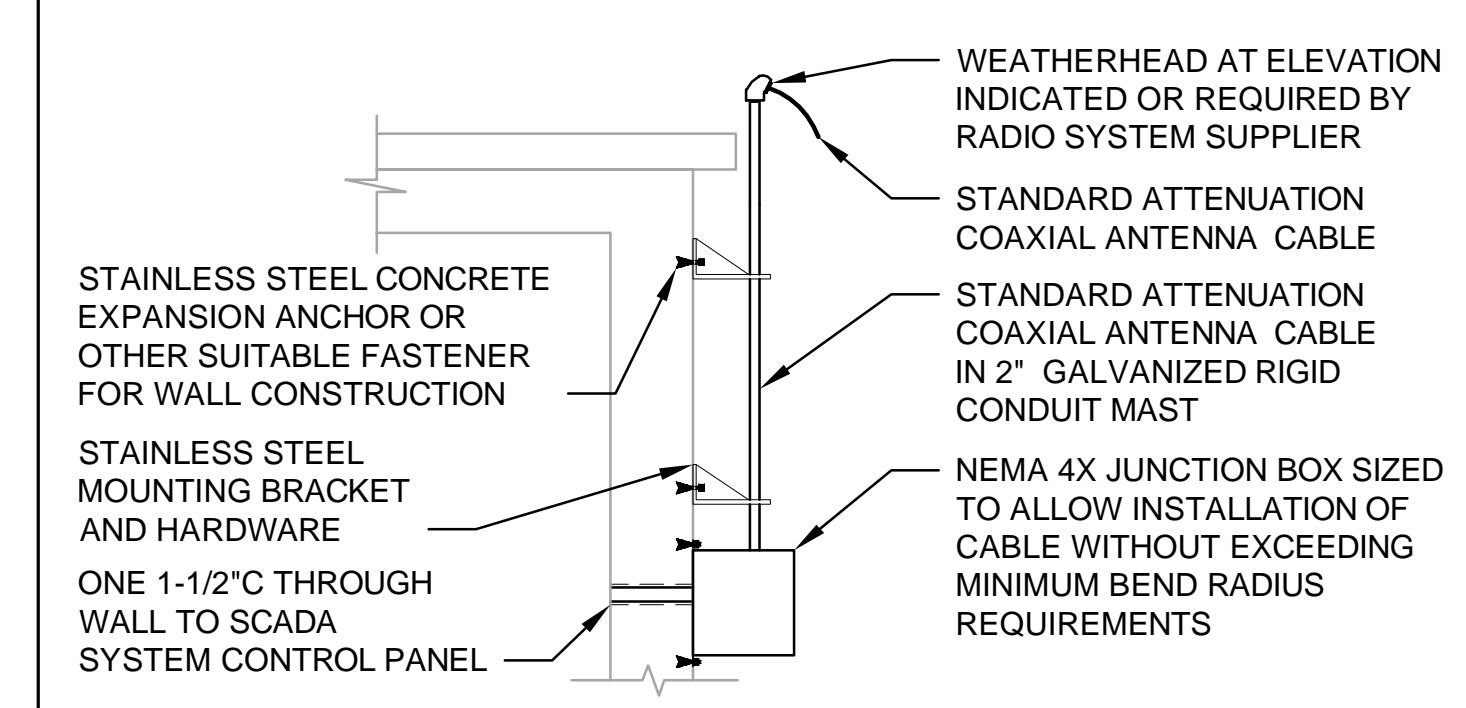 WEATHERHEAD AT ELEVATION
INDICATED OR REQUIRED BY
RADIO SYSTEM SUPPLIER
STANDARD ATTENUATION
COAXIAL ANTENNA CABLE
STANDARD ATTENUATION
COAXIAL ANTENNA CABLE
IN 2" GALVANIZED RIGID
CONDUIT MAST
NEMA 4X JUNCTION BOX SIZED
TO ALLOW INSTALLATION OF
CABLE WITHOUT EXCEEDING
MINIMUM BEND RADIUS
REQUIREMENTS
STAINLESS STEEL CONCRETE
EXPANSION ANCHOR OR
OTHER SUITABLE FASTENER
FOR WALL CONSTRUCTION
STAINLESS STEEL
MOUNTING BRACKET
AND HARDWARE
ONE 1-1/2"C THROUGH
WALL TO SCADA
SYSTEM CONTROL PANEL